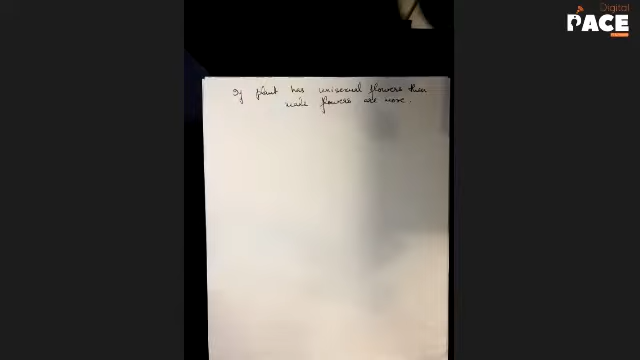 Digital
PACE
If plant has unisexual flowers then
male flowers are more.